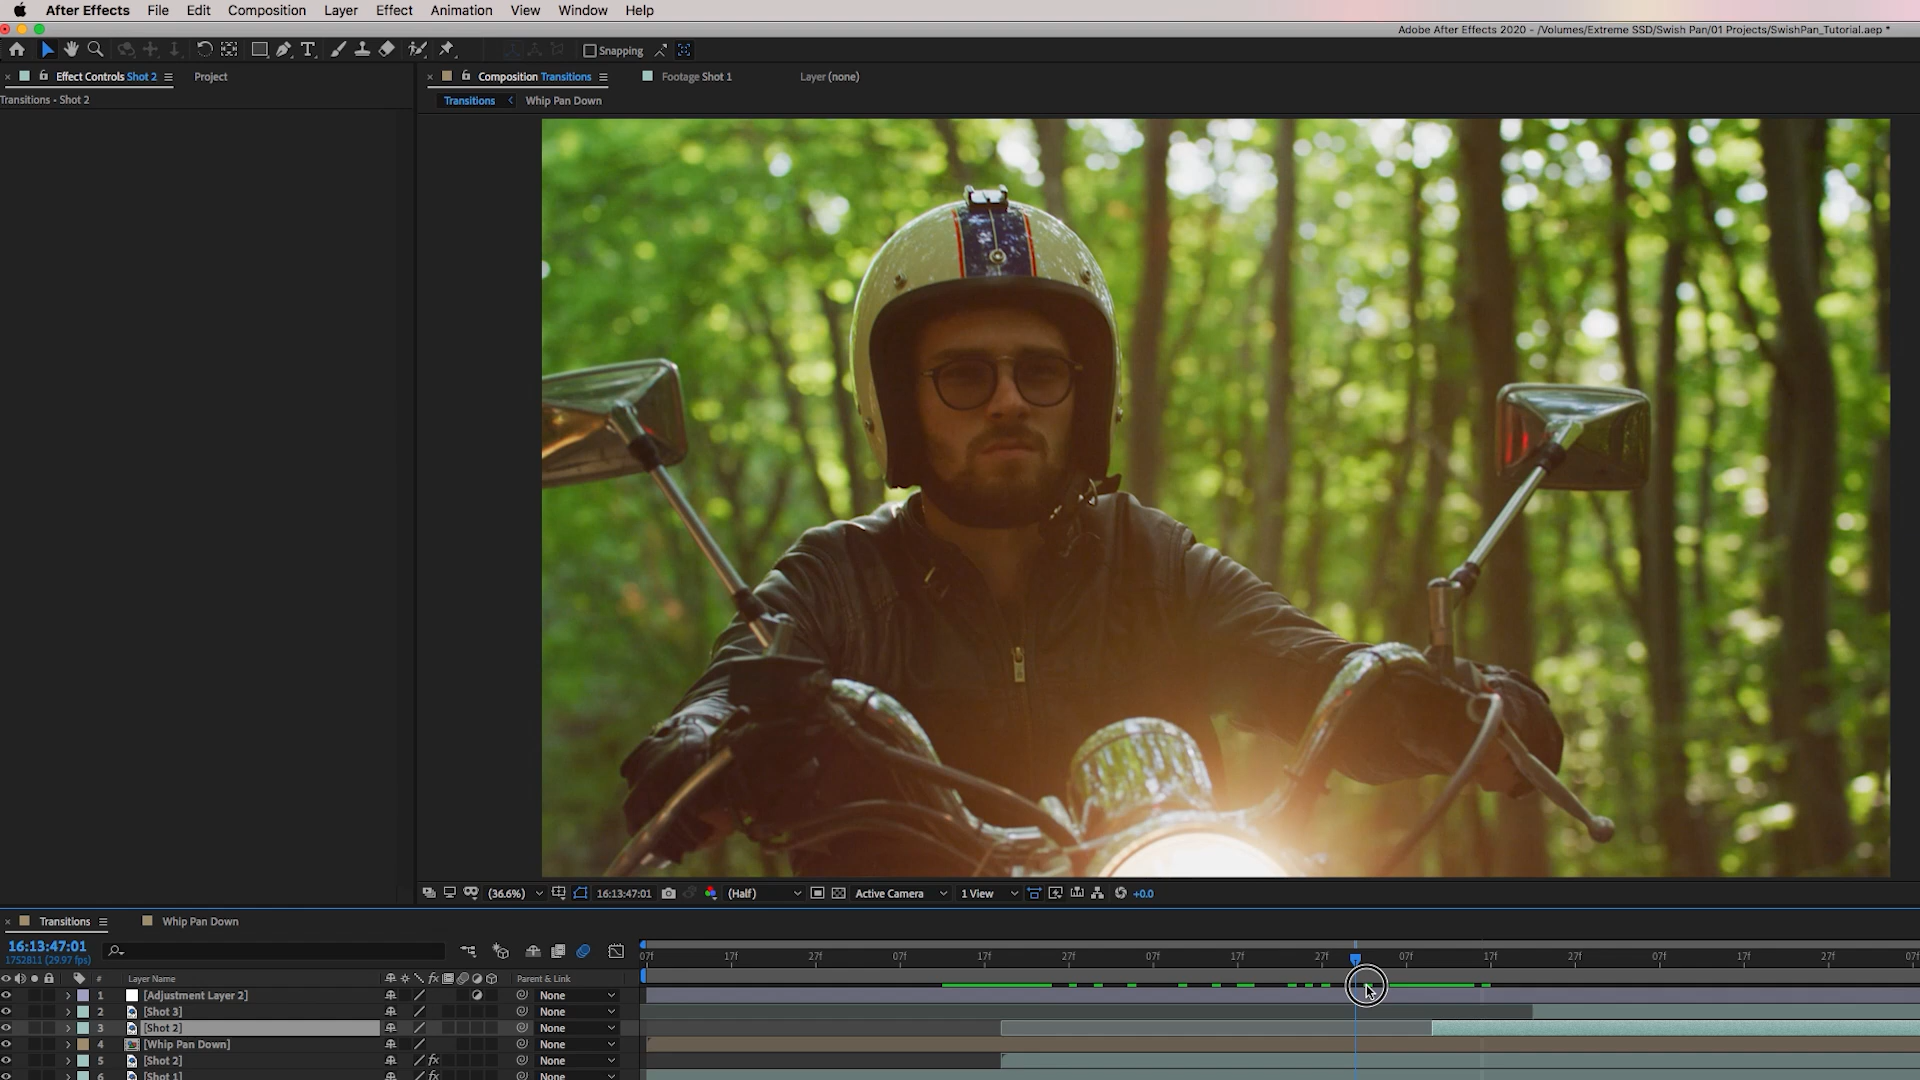 After Effects File Edit Composition Layer Effect Animation View Window Help
Adobe After Effects 2020 - /Volumes/Extreme SSD/Swish Pan/01 Projects/SwishPan_Tutorial.aep *
Snapping
Effect Controls Shot 2 Project
Composition Transitions Footage Shot 1 Layer (none)
Transitions - Shot 2
Transitions Whip Pan Down
(36.6%) 16:13:47:01 (Half) Active Camera 1 View +0.0
Transitions Whip Pan Down
16:13:47:01
1752811 (29.97 fps)
07f 17f 27f 07f 17f 27f 07f 17f 27f 07f 17f 27f 07f 17f 27f 07f
# Layer Name fx Parent & Link
1 [Adjustment Layer 2] None
2 [Shot 3] None
3 [Shot 2] None
4 [Whip Pan Down] None
5 [Shot 2] fx None
6 [Shot 1] fx None